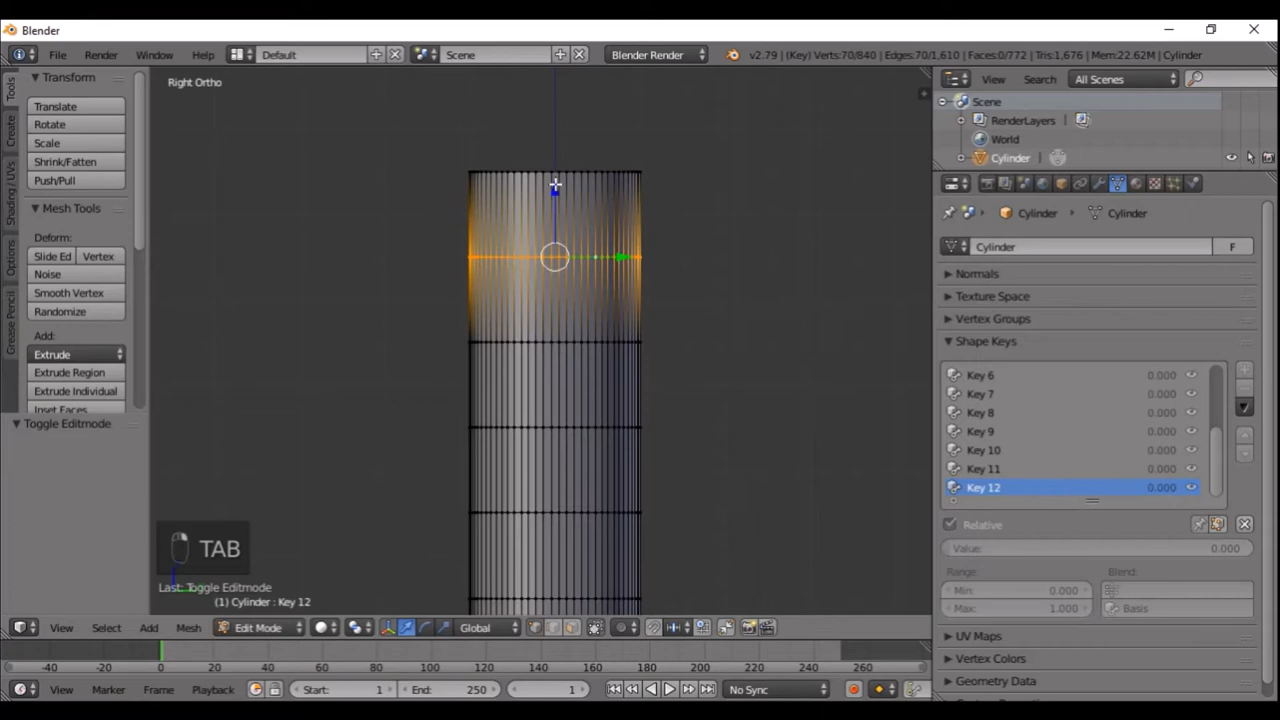 Blender
File Render Window Help Default Scene Blender Render v2.79 | (Key) Verts:70/840 | Edges:70/1,610 | Faces:0/772 | Tris:1,676 | Mem:22.62M | Cylinder
Tools
Create
Shading / UVs
Options
Grease Pencil
Transform
Translate
Rotate
Scale
Shrink/Fatten
Push/Pull
Mesh Tools
Deform:
Slide Ed Vertex
Noise
Smooth Vertex
Randomize
Add:
Extrude
Extrude Region
Extrude Individual
Inset Faces
Toggle Editmode
Right Ortho
TAB
Last: Toggle Editmode
(1) Cylinder : Key 12
View Search All Scenes
Scene
RenderLayers
World
Cylinder
Cylinder Cylinder
Cylinder F
Normals
Texture Space
Vertex Groups
Shape Keys
Key 6 0.000
Key 7 0.000
Key 8 0.000
Key 9 0.000
Key 10 0.000
Key 11 0.000
Key 12 0.000
Relative
Value: 0.000
Range: Blend:
Min: 0.000
Max: 1.000 Basis
UV Maps
Vertex Colors
Geometry Data
View Select Add Mesh Edit Mode Global
-40 -20 0 20 40 60 80 100 120 140 160 180 200 220 240 260
View Marker Frame Playback Start: 1 End: 250 1 No Sync